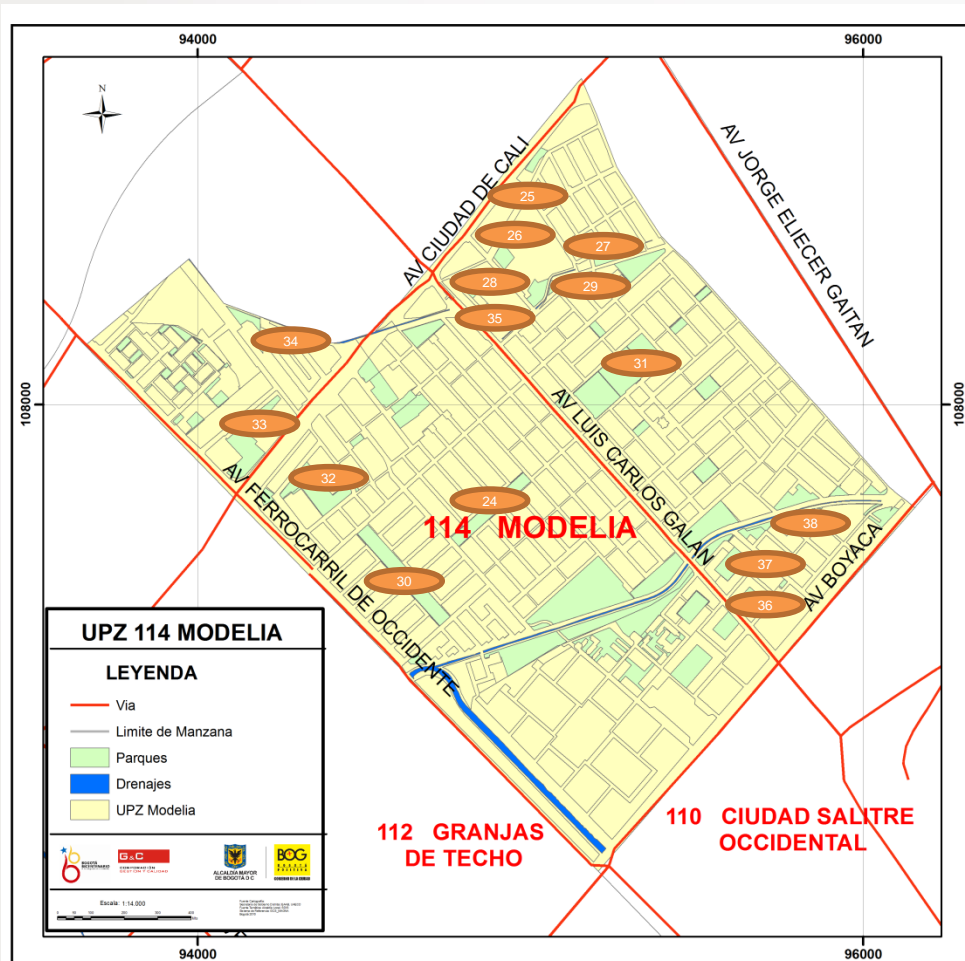 94000
96000
N
AV CIUDAD DE CALI
AV JORGE ELIECER GAITAN
25
26
27
28
29
35
34
31
108000
108000
33
AV LUIS CARLOS GALAN
32
AV FERROCARRIL DE OCCIDENTE
24
114 MODELIA
38
37
30
36
AV BOYACA
UPZ 114 MODELIA
LEYENDA
Via
Limite de Manzana
Parques
Drenajes
UPZ Modelia
112 GRANJAS
DE TECHO
110 CIUDAD SALITRE
OCCIDENTAL
G&C
ALCALDIA MAYOR
DE BOGOTÁ D.C
BOG
Escala: 1:14.000
94000
96000